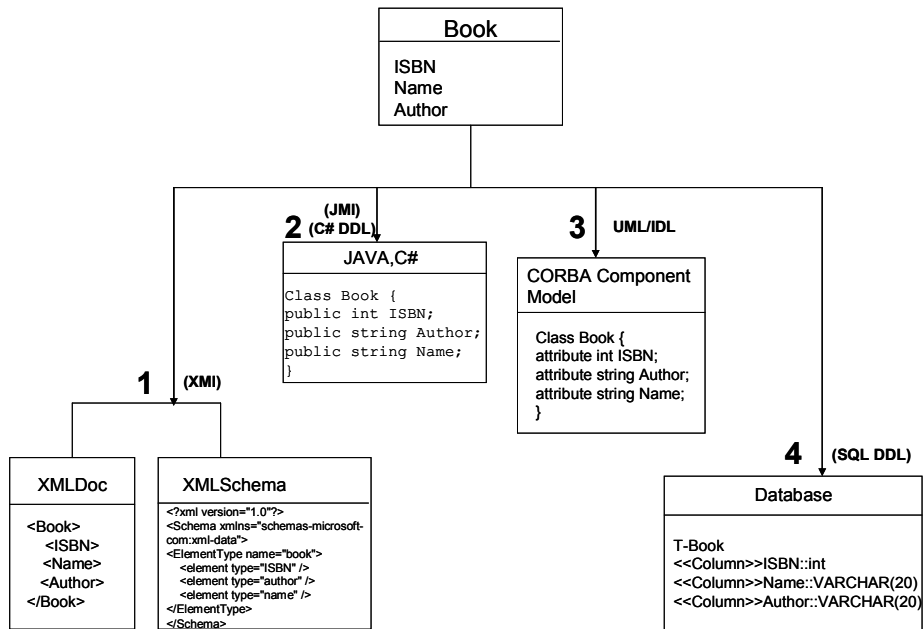 Book
ISBN
Name
Author
2
(JMI)
(C# DDL)
JAVA,C#
Class Book {
public int ISBN;
public string Author;
public string Name;
}
3
UML/IDL
CORBA Component
Model
Class Book {
attribute int ISBN;
attribute string Author;
attribute string Name;
}
1
(XMI)
XMLDoc
<Book>
<ISBN>
<Name>
<Author>
</Book>
XMLSchema
<?xml version="1.0"?>
<Schema xmlns="schemas-microsoft-
com:xml-data">
<ElementType name="book">
<element type="ISBN" />
<element type="author" />
<element type="name" />
</ElementType>
</Schema>
4
(SQL DDL)
Database
T-Book
<<Column>>ISBN::int
<<Column>>Name::VARCHAR(20)
<<Column>>Author::VARCHAR(20)